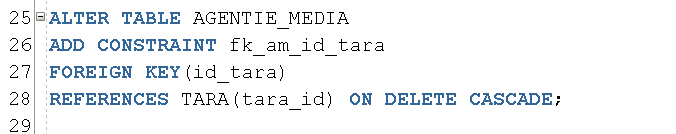 25 ALTER TABLE AGENTIE_MEDIA
26 ADD CONSTRAINT fk_am_id_tara
27 FOREIGN KEY(id_tara)
28 REFERENCES TARA(tara_id) ON DELETE CASCADE;
29